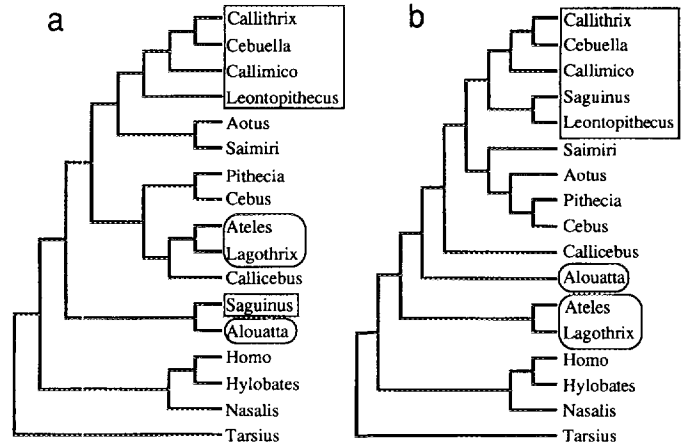 a
Callithrix
Cebuella
Callimico
Leontopithecus
Aotus
Saimiri
Pithecia
Cebus
Ateles
Lagothrix
Callicebus
Saguinus
Alouatta
Homo
Hylobates
Nasalis
Tarsius
b
Callithrix
Cebuella
Callimico
Saguinus
Leontopithecus
Saimiri
Aotus
Pithecia
Cebus
Callicebus
Alouatta
Ateles
Lagothrix
Homo
Hylobates
Nasalis
Tarsius